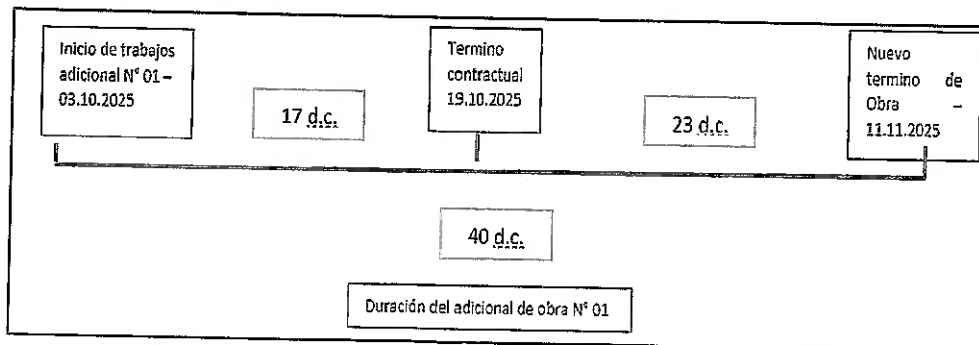 Inicio de trabajos
adicional N° 01 –
03.10.2025
17 d.c.
Termino
contractual
19.10.2025
23 d.c.
Nuevo
termino de
Obra –
11.11.2025
40 d.c.
Duración del adicional de obra N° 01